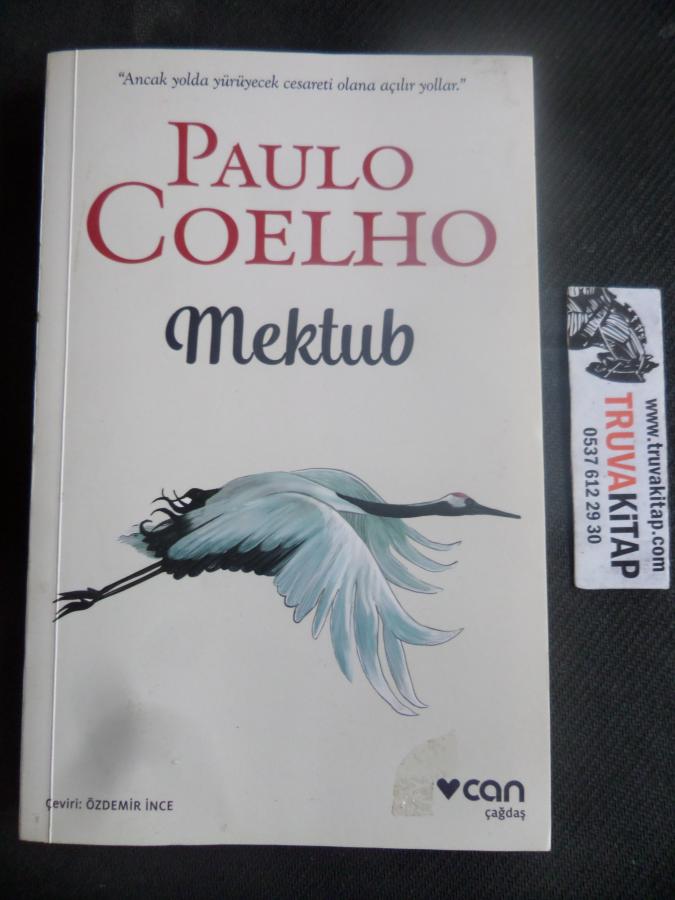 “Ancak yolda yürüyecek cesareti olana açılır yollar.”
PAULO
COELHO
Mektub
Çeviri: ÖZDEMİR İNCE
can
çağdaş
www.truvakitap.com
TRUVAKiTAP
0537 612 29 30